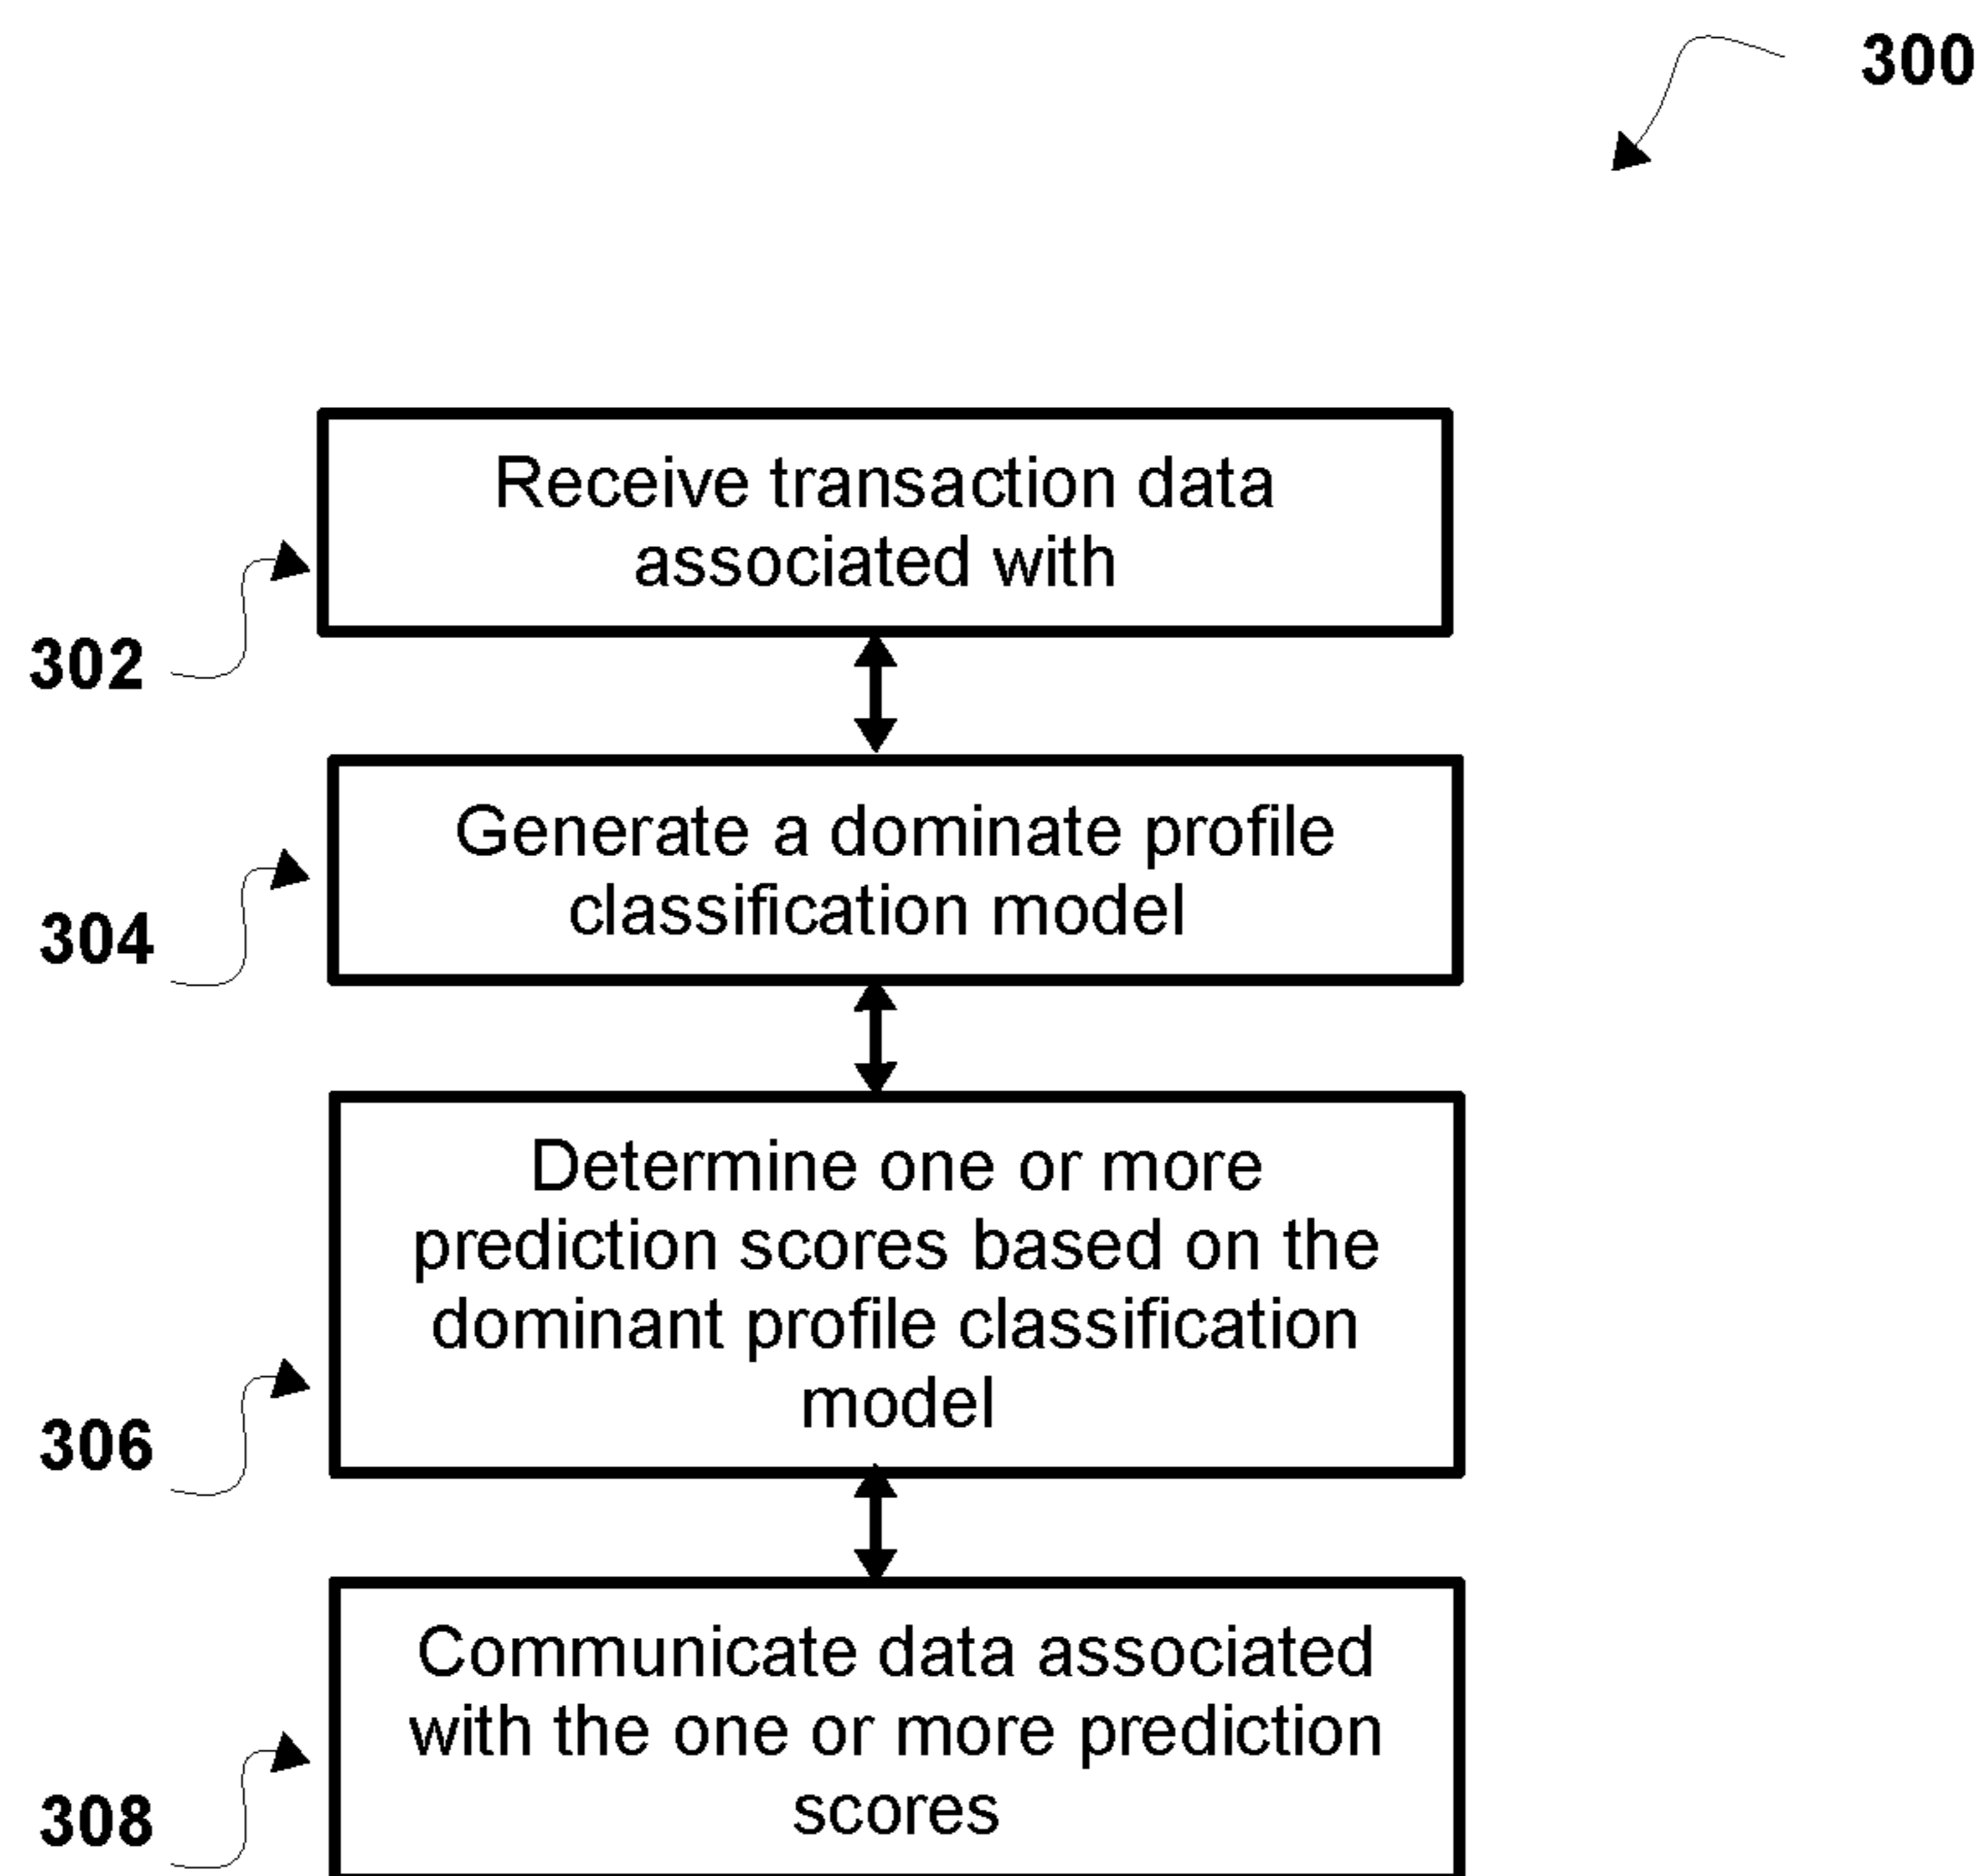 300
Receive transaction data
associated with
302
Generate a dominate profile
classification model
304
Determine one or more
prediction scores based on the
dominant profile classification
model
306
Communicate data associated
with the one or more prediction
scores
308